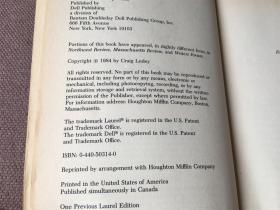 Published by
Dell Publishing
a division of
Bantam Doubleday Dell Publishing Group, Inc.
666 Fifth Avenue
New York, New York 10103
Portions of this book have appeared, in slightly different form, in
Northwest Review, Massachusetts Review, and Writers Forum.
Copyright © 1984 by Craig Lesley
All rights reserved. No part of this book may be reproduced or
transmitted in any form or by any means, electronic or
mechanical, including photocopying, recording, or by any
information storage and retrieval system, without the written
permission of the Publisher, except where permitted by law.
For information address Houghton Mifflin Company, Boston,
Massachusetts.
The trademark Laurel® is registered in the U.S. Patent
and Trademark Office.
The trademark Dell® is registered in the U.S. Patent
and Trademark Office.
ISBN: 0-440-50314-0
Reprinted by arrangement with Houghton Mifflin Company
Printed in the United States of America
Published simultaneously in Canada
One Previous Laurel Edition